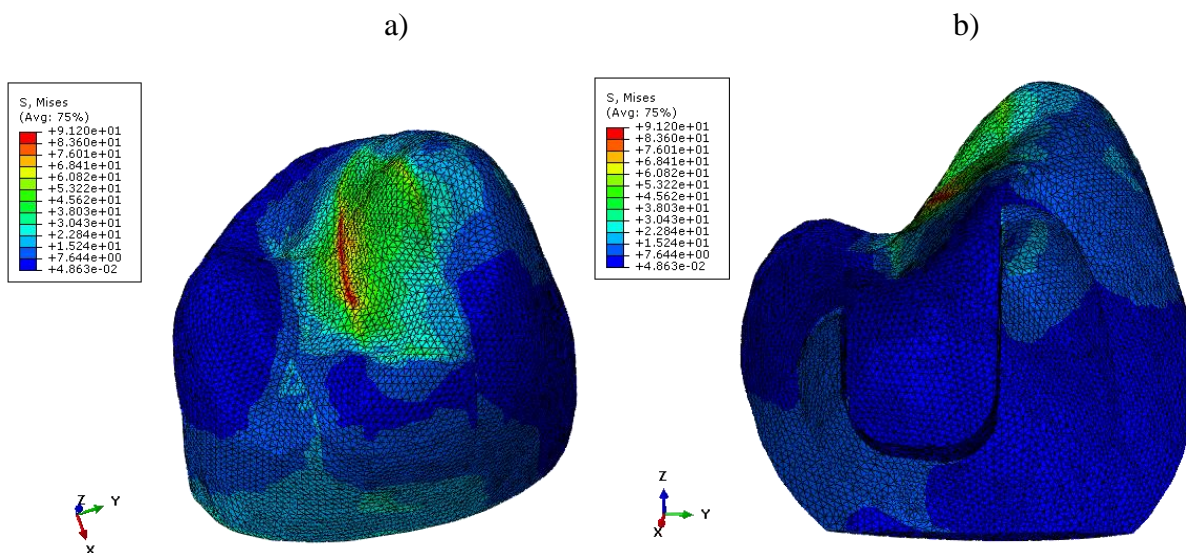 a)
b)
S, Mises
(Avg: 75%)
+9.120e+01
+8.360e+01
+7.601e+01
+6.841e+01
+6.082e+01
+5.322e+01
+4.562e+01
+3.803e+01
+3.043e+01
+2.284e+01
+1.524e+01
+7.644e+00
+4.863e-02
Z
Y
X
S, Mises
(Avg: 75%)
+9.120e+01
+8.360e+01
+7.601e+01
+6.841e+01
+6.082e+01
+5.322e+01
+4.562e+01
+3.803e+01
+3.043e+01
+2.284e+01
+1.524e+01
+7.644e+00
+4.863e-02
Z
Y
X